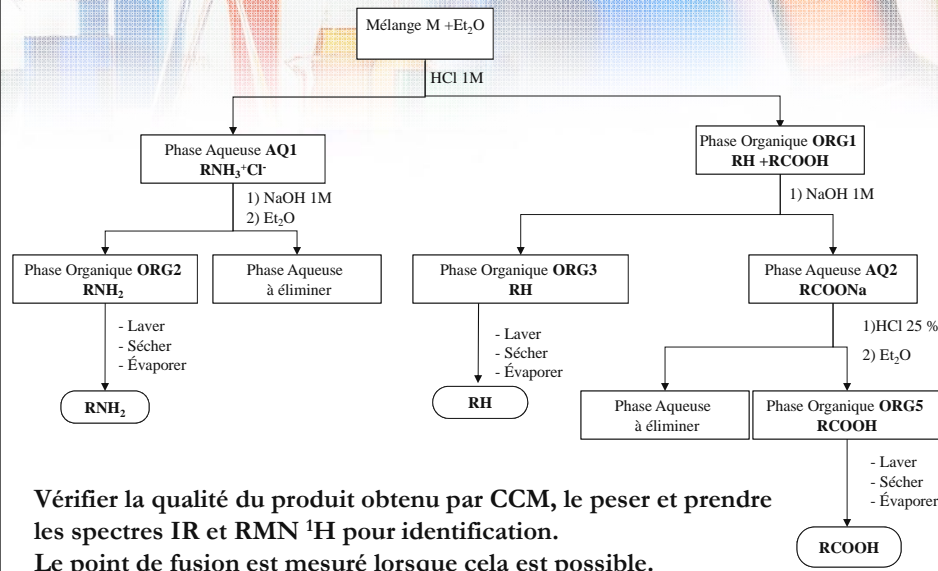 Mélange M +Et₂O
HCl 1M
Phase Aqueuse AQ1
RNH₃⁺Cl⁻
Phase Organique ORG1
RH +RCOOH
1) NaOH 1M
2) Et₂O
1) NaOH 1M
Phase Organique ORG2
RNH₂
Phase Aqueuse
à éliminer
Phase Organique ORG3
RH
Phase Aqueuse AQ2
RCOONa
- Laver
- Sécher
- Évaporer
- Laver
- Sécher
- Évaporer
1)HCl 25 %
2) Et₂O
RNH₂
RH
Phase Aqueuse
à éliminer
Phase Organique ORG5
RCOOH
- Laver
- Sécher
- Évaporer
RCOOH
Vérifier la qualité du produit obtenu par CCM, le peser et prendre
les spectres IR et RMN ¹H pour identification.
Le point de fusion est mesuré lorsque cela est possible.